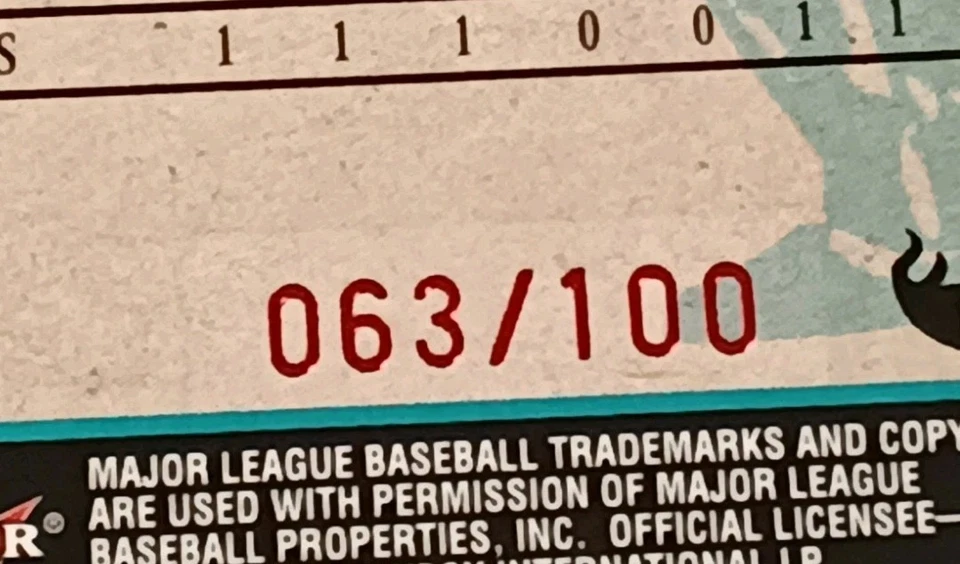 S 1 1 1 0 0 1 1
063/100
MAJOR LEAGUE BASEBALL TRADEMARKS AND COPY
R® ARE USED WITH PERMISSION OF MAJOR LEAGUE
BASEBALL PROPERTIES, INC. OFFICIAL LICENSEE—
INTERNATIONAL L.P.